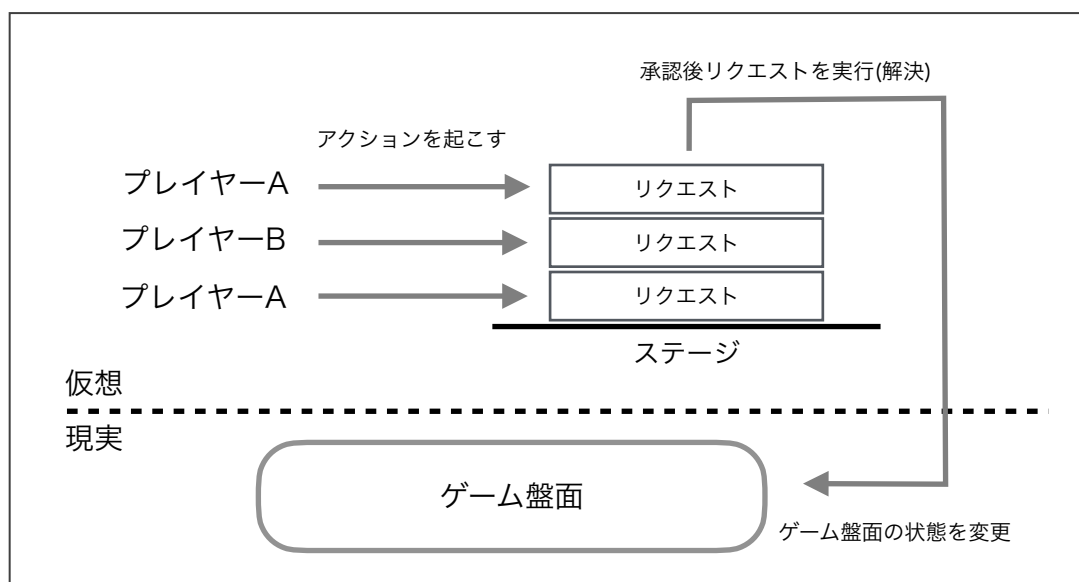 承認後リクエストを実行(解決)
アクションを起こす
プレイヤーA
リクエスト
プレイヤーB
リクエスト
プレイヤーA
リクエスト
ステージ
仮想
現実
ゲーム盤面
ゲーム盤面の状態を変更